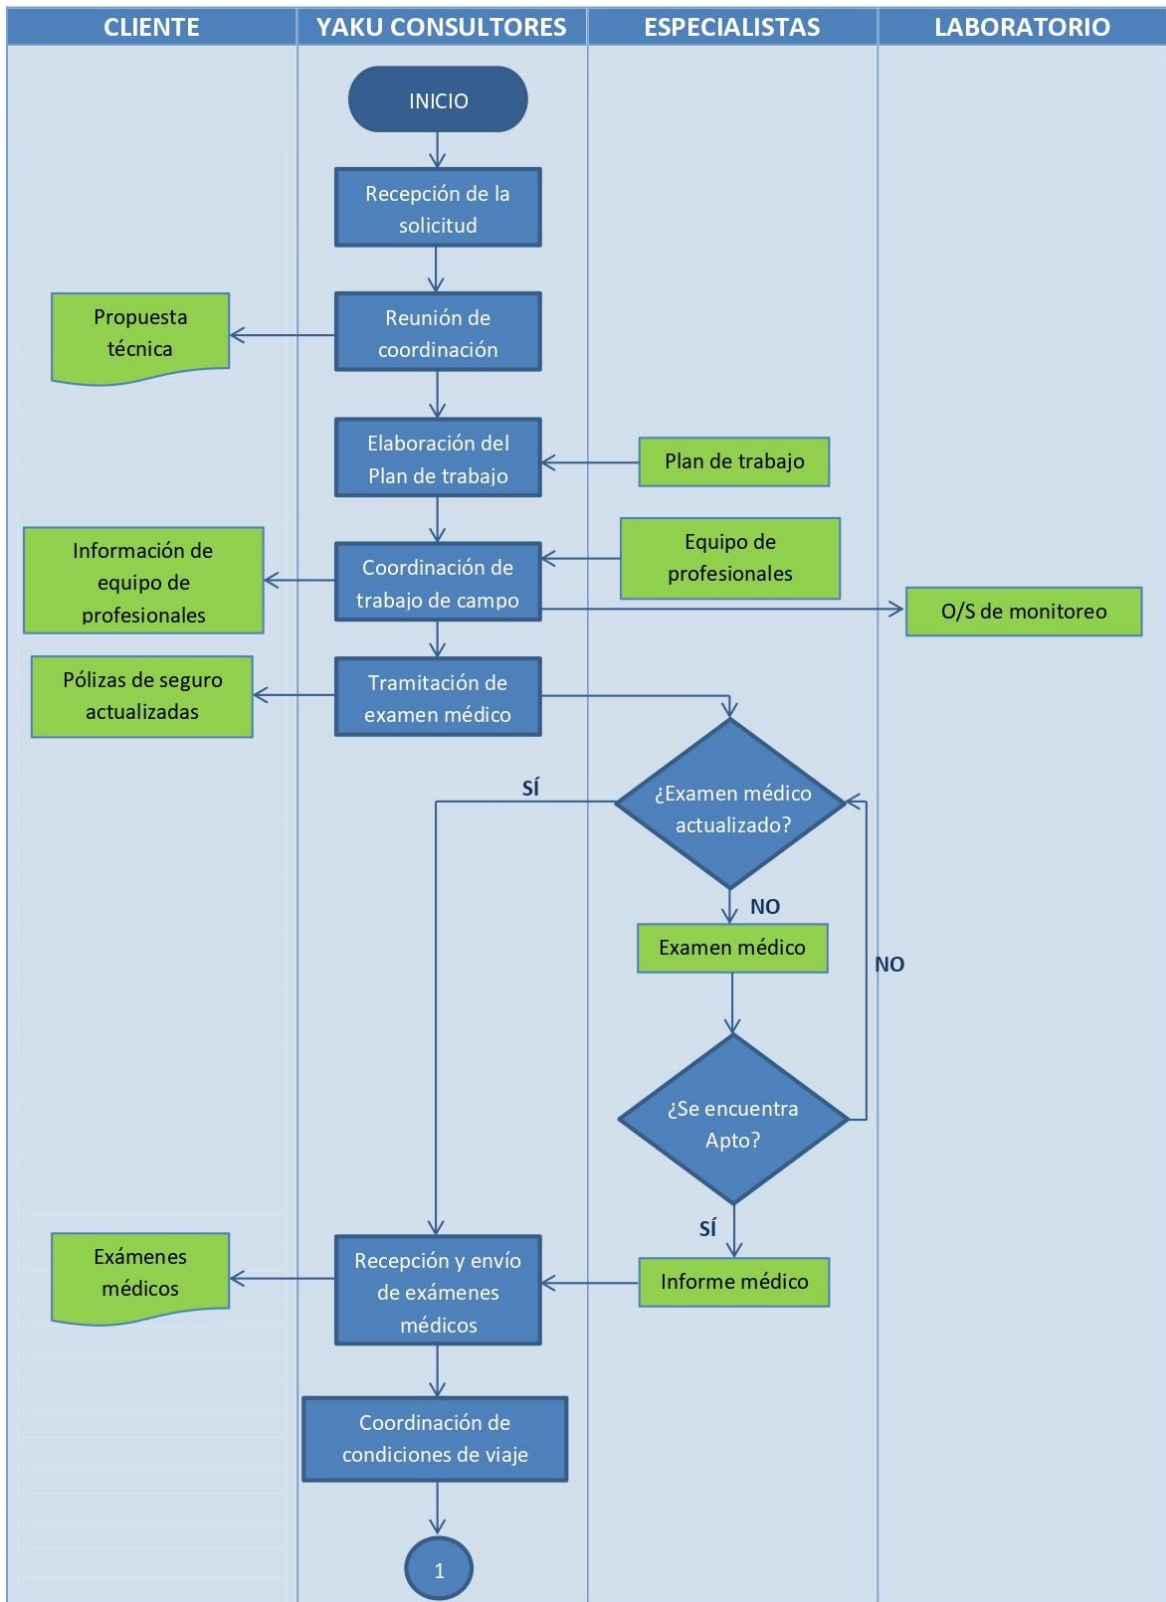 CLIENTE
YAKU CONSULTORES
ESPECIALISTAS
LABORATORIO
INICIO
Recepción de la
solicitud
Propuesta
técnica
Reunión de
coordinación
Elaboración del
Plan de trabajo
Plan de trabajo
Información de
equipo de
profesionales
Coordinación de
trabajo de campo
Equipo de
profesionales
O/S de monitoreo
Pólizas de seguro
actualizadas
Tramitación de
examen médico
¿Examen médico
actualizado?
SÍ
NO
Examen médico
NO
¿Se encuentra
Apto?
SÍ
Exámenes
médicos
Recepción y envío
de exámenes
médicos
Informe médico
Coordinación de
condiciones de viaje
1